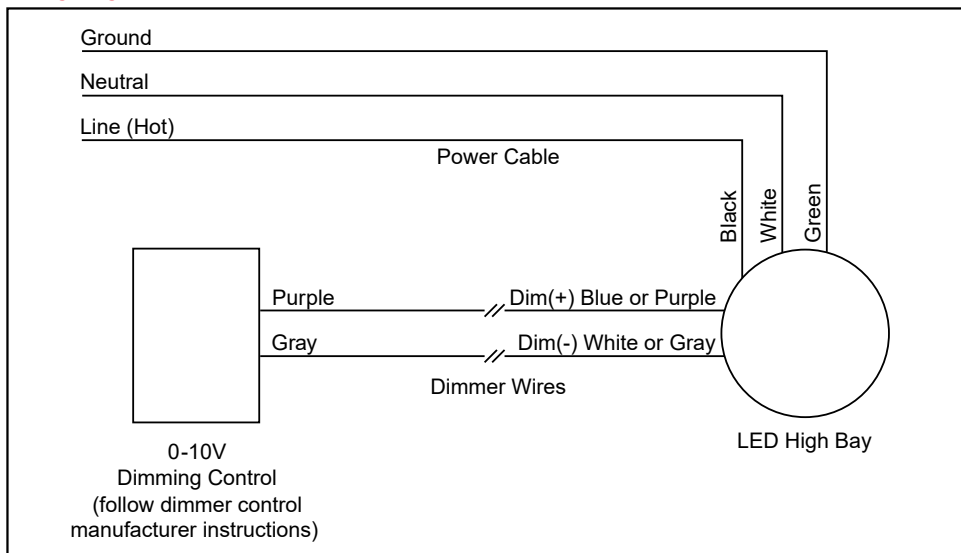 Ground
Neutral
Line (Hot)
Power Cable
Black
White
Green
Purple
Dim(+) Blue or Purple
Gray
Dim(-) White or Gray
Dimmer Wires
LED High Bay
0-10V
Dimming Control
(follow dimmer control
manufacturer instructions)